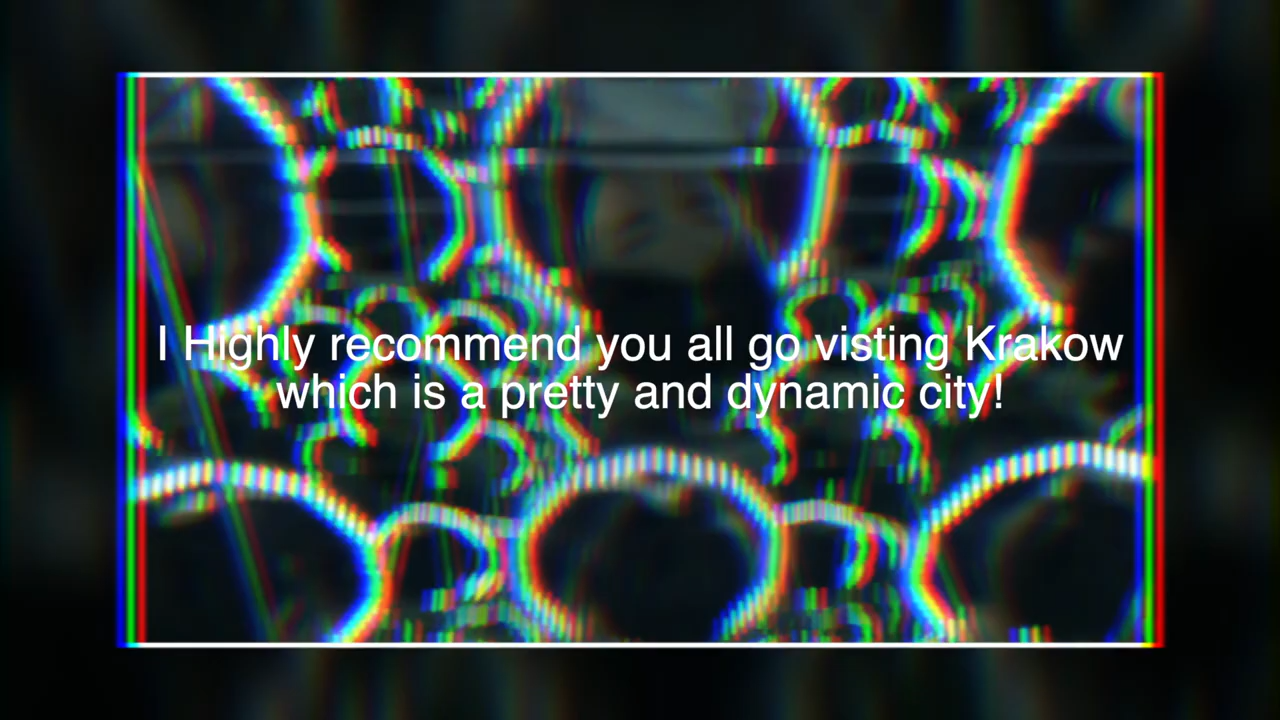 I Highly recommend you all go visting Krakow
which is a pretty and dynamic city!